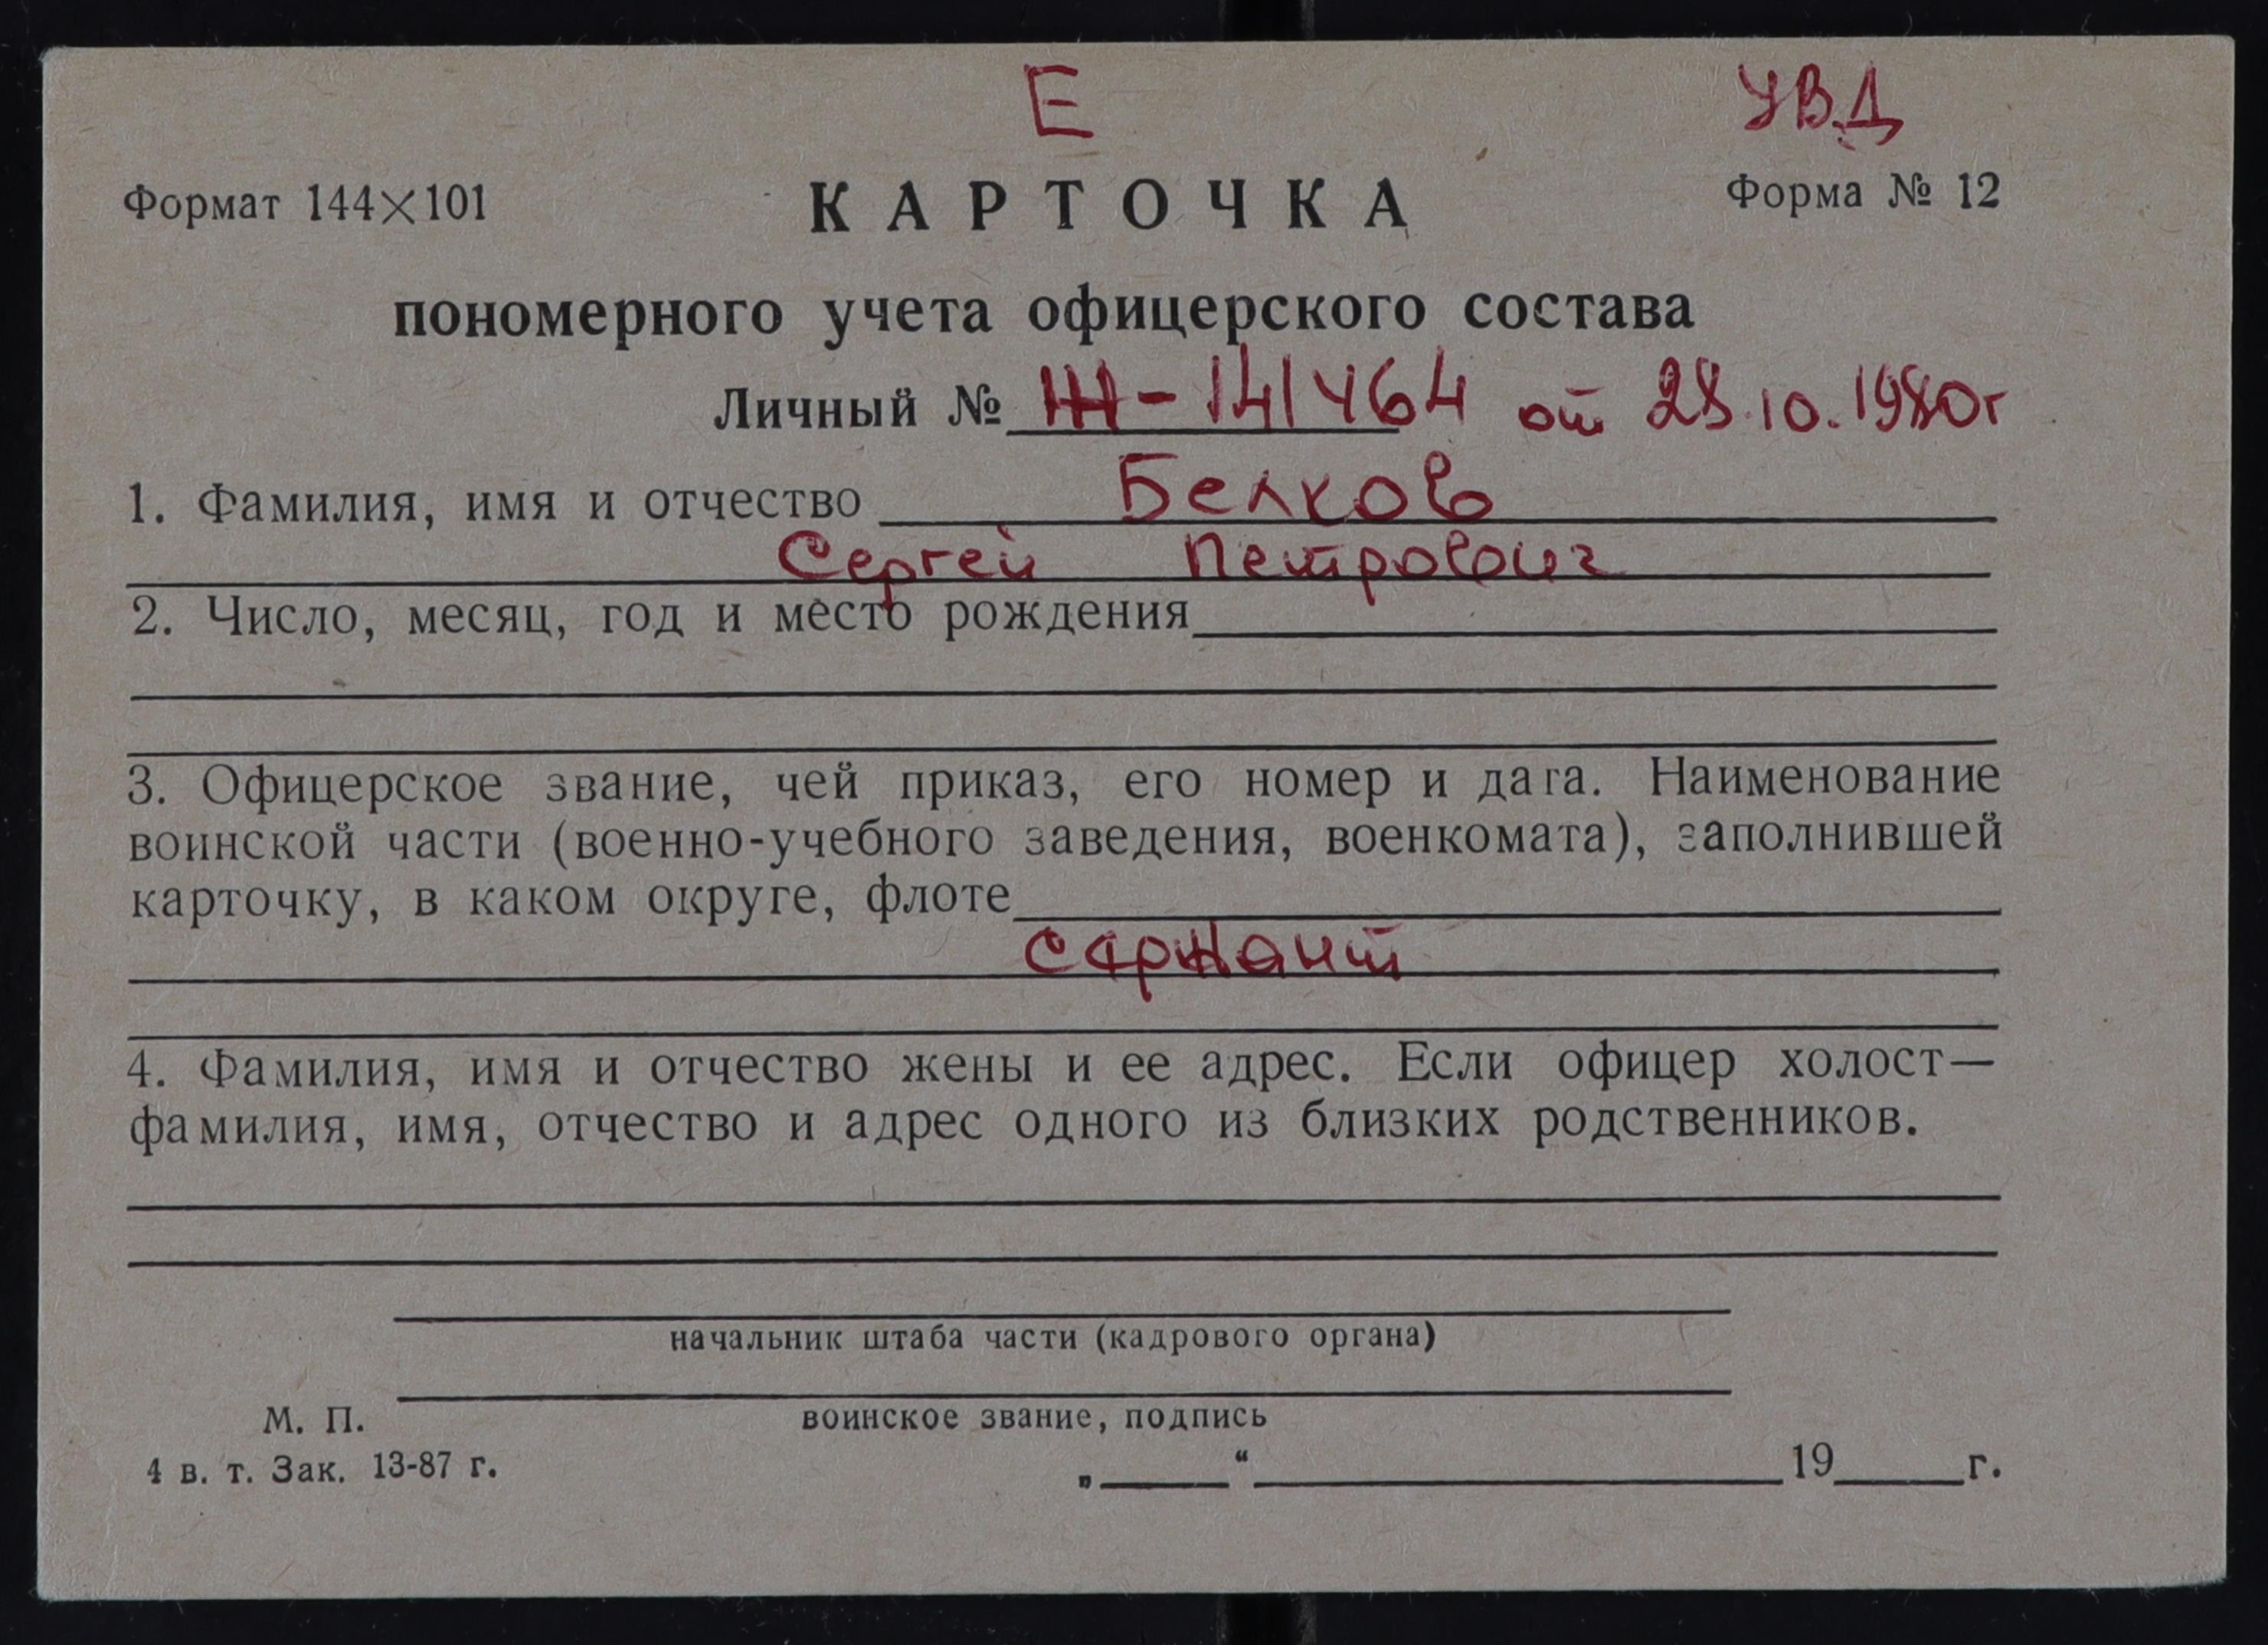 Е
УВД
Формат 144×101
КАРТОЧКА
Форма № 12
пономерного учета офицерского состава
Личный № Ж-141464 от 28.10.1980г
1. Фамилия, имя и отчество Белков
Сергей Петрович
2. Число, месяц, год и место рождения
3. Офицерское звание, чей приказ, его номер и дата. Наименование
воинской части (военно-учебного заведения, военкомата), заполнившей
карточку, в каком округе, флоте
сержант
4. Фамилия, имя и отчество жены и ее адрес. Если офицер холост—
фамилия, имя, отчество и адрес одного из близких родственников.
начальник штаба части (кадрового органа)
М. П.
воинское звание, подпись
4 в. т. Зак. 13-87 г.
„____“ ________ 19____г.